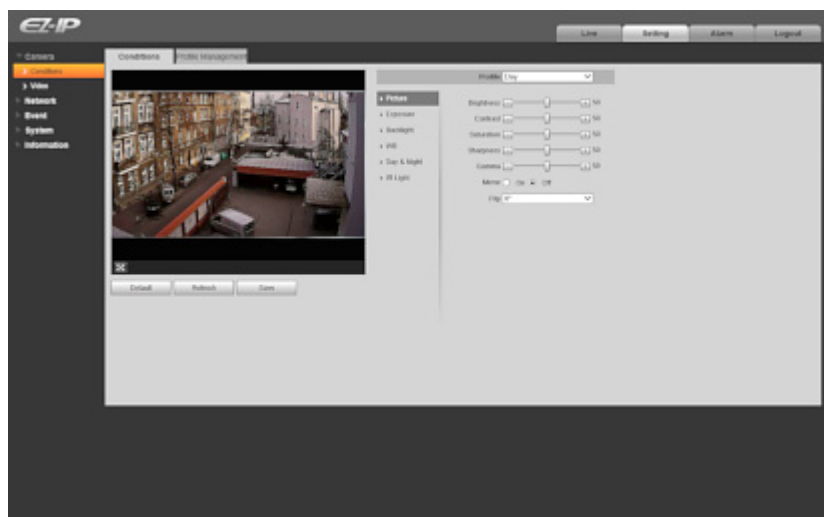 EZ-IP
Live
Setting
Alarm
Logout
Camera
Conditions
Video
Network
Event
System
Information
Conditions
Profile Management
Profile Day
Picture
Exposure
Backlight
WB
Day & Night
IR Light
Brightness 50
Contrast 50
Saturation 50
Sharpness 50
Gamma 50
Mirror On Off
Flip 0°
Default
Refresh
Save